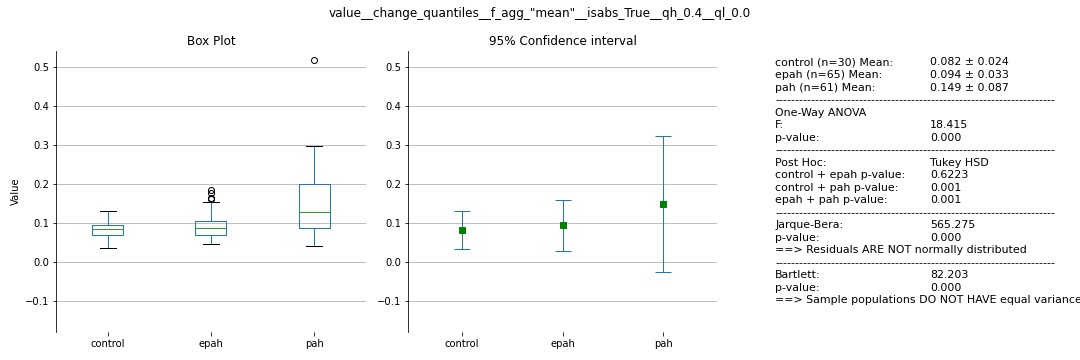 value__change_quantiles__f_agg_"mean"__isabs_True__qh_0.4__ql_0.0
Box Plot
Value
0.5
0.4
0.3
0.2
0.1
0.0
−0.1
control epah pah
95% Confidence interval
0.5
0.4
0.3
0.2
0.1
0.0
−0.1
control epah pah
control (n=30) Mean: 0.082 ± 0.024
epah (n=65) Mean: 0.094 ± 0.033
pah (n=61) Mean: 0.149 ± 0.087
One-Way ANOVA
F: 18.415
p-value: 0.000
Post Hoc: Tukey HSD
control + epah p-value: 0.6223
control + pah p-value: 0.001
epah + pah p-value: 0.001
Jarque-Bera: 565.275
p-value: 0.000
==> Residuals ARE NOT normally distributed
Bartlett: 82.203
p-value: 0.000
==> Sample populations DO NOT HAVE equal variance